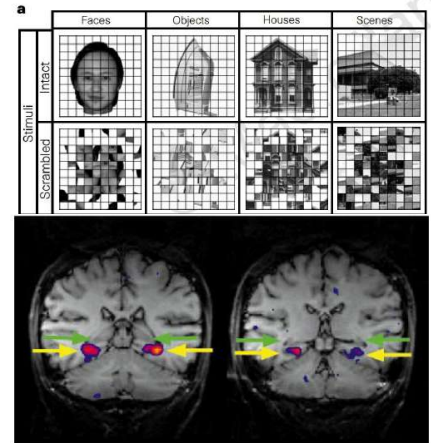 a
Faces
Objects
Houses
Scenes
Stimuli
Intact
Scrambled